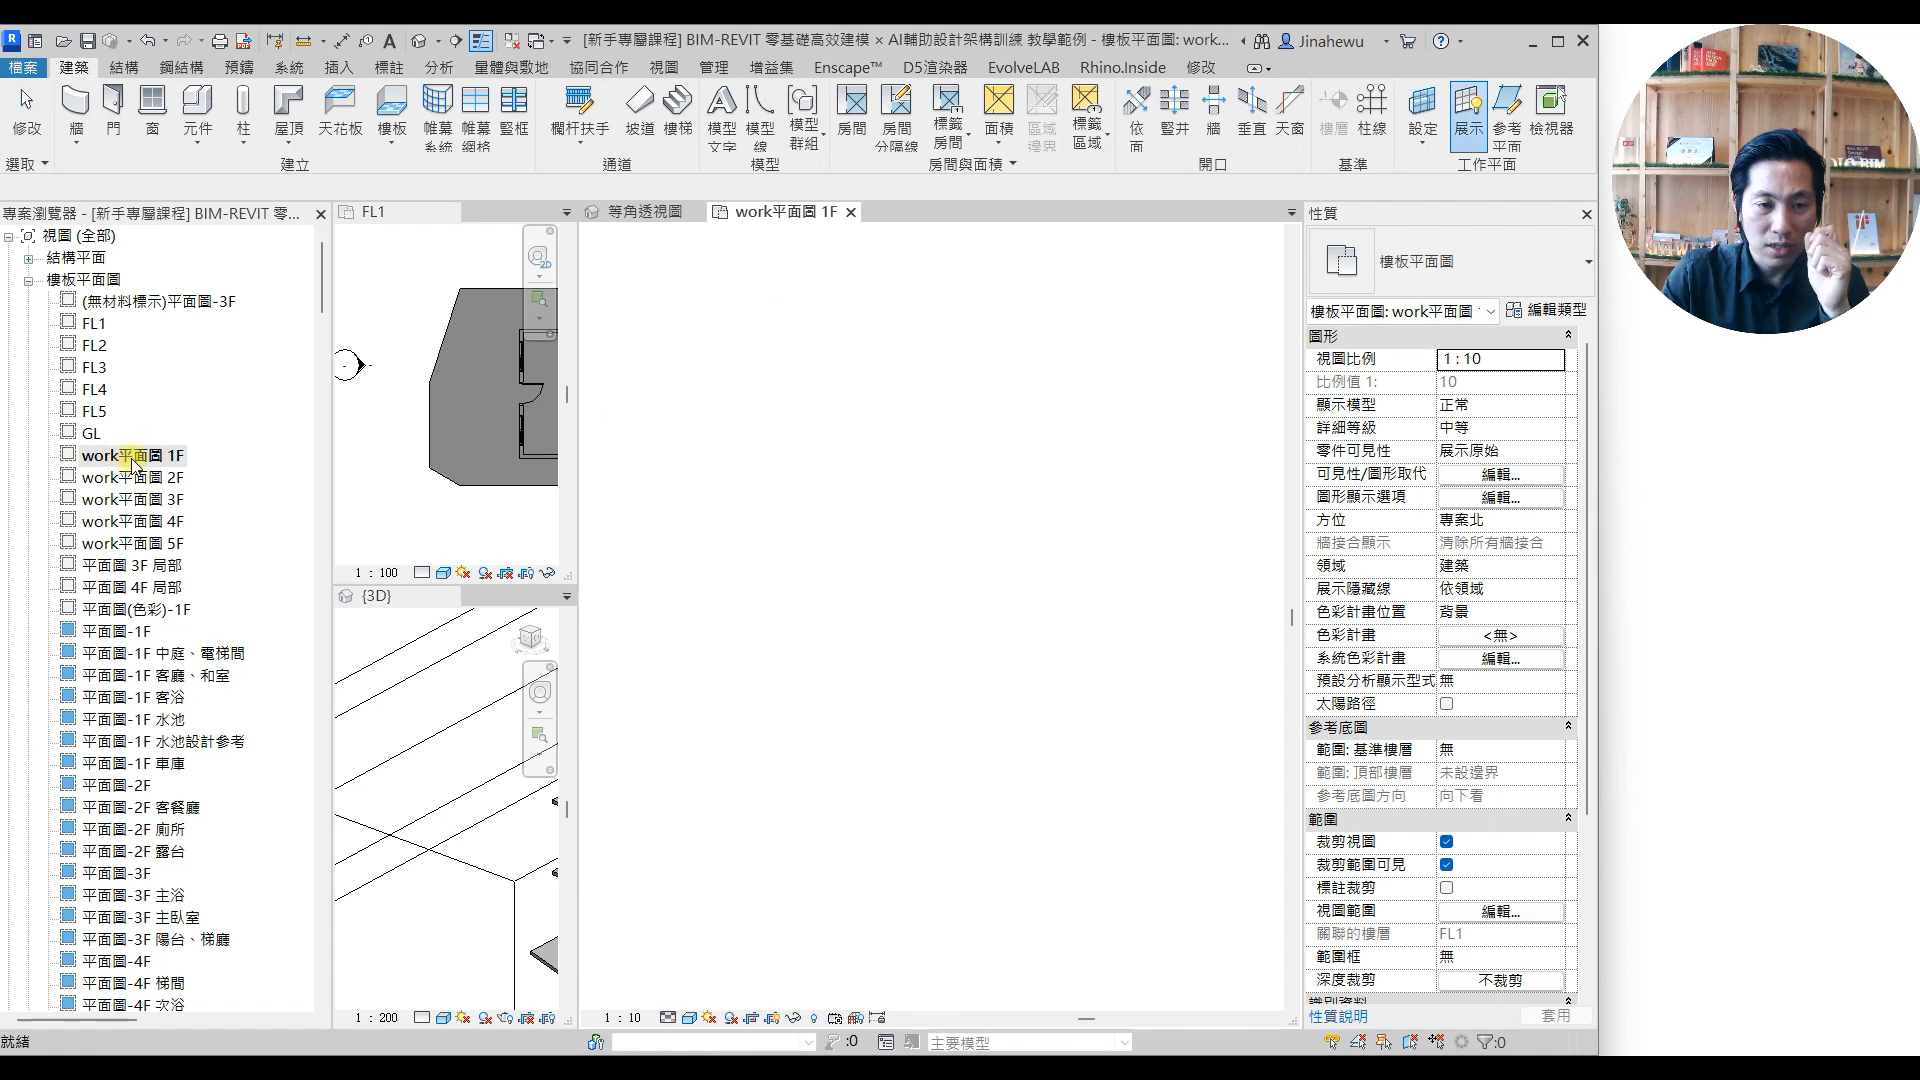 [新手專屬課程] BIM-REVIT 零基礎高效建模 × AI輔助設計架構訓練 教學範例 - 樓板平面圖: work...
Jinahewu
檔案 建築 結構 鋼結構 預鑄 系統 插入 標註 分析 量體與敷地 協同合作 視圖 管理 增益集 Enscape™ D5渲染器 EvolveLAB Rhino.Inside 修改
修改 牆 門 窗 元件 柱 屋頂 天花板 樓板 帷幕系統 帷幕網格 豎框 欄杆扶手 坡道 樓梯 模型文字 模型線 模型群組 房間 房間分隔線 標籤房間 面積 區域邊界 標籤區域 依面 豎井 牆 垂直 天窗 樓層 柱線 設定 展示 參考平面 檢視器
選取 建立 通道 模型 房間與面積 開口 基準 工作平面
專案瀏覽器 - [新手專屬課程] BIM-REVIT 零...
視圖 (全部)
結構平面
樓板平面圖
(無材料標示)平面圖-3F
FL1
FL2
FL3
FL4
FL5
GL
work平面圖 1F
work平面圖 2F
work平面圖 3F
work平面圖 4F
work平面圖 5F
平面圖 3F 局部
平面圖 4F 局部
平面圖(色彩)-1F
平面圖-1F
平面圖-1F 中庭、電梯間
平面圖-1F 客廳、和室
平面圖-1F 客浴
平面圖-1F 水池
平面圖-1F 水池設計參考
平面圖-1F 車庫
平面圖-2F
平面圖-2F 客餐廳
平面圖-2F 廁所
平面圖-2F 露台
平面圖-3F
平面圖-3F 主浴
平面圖-3F 主臥室
平面圖-3F 陽台、梯廳
平面圖-4F
平面圖-4F 梯間
平面圖-4F 次浴
就緒
FL1
2D
1 : 100
{3D}
1 : 200
等角透視圖
work平面圖 1F
1 : 10
:0
主要模型
性質
樓板平面圖
樓板平面圖: work平面圖
編輯類型
圖形
視圖比例 1 : 10
比例值 1: 10
顯示模型 正常
詳細等級 中等
零件可見性 展示原始
可見性/圖形取代 編輯...
圖形顯示選項 編輯...
方位 專案北
牆接合顯示 清除所有牆接合
領域 建築
展示隱藏線 依領域
色彩計畫位置 背景
色彩計畫 <無>
系統色彩計畫 編輯...
預設分析顯示型式 無
太陽路徑
參考底圖
範圍: 基準樓層 無
範圍: 頂部樓層 未設邊界
參考底圖方向 向下看
範圍
裁剪視圖
裁剪範圍可見
標註裁剪
視圖範圍 編輯...
關聯的樓層 FL1
範圍框 無
深度裁剪 不裁剪
識別資料
性質說明 套用
:0